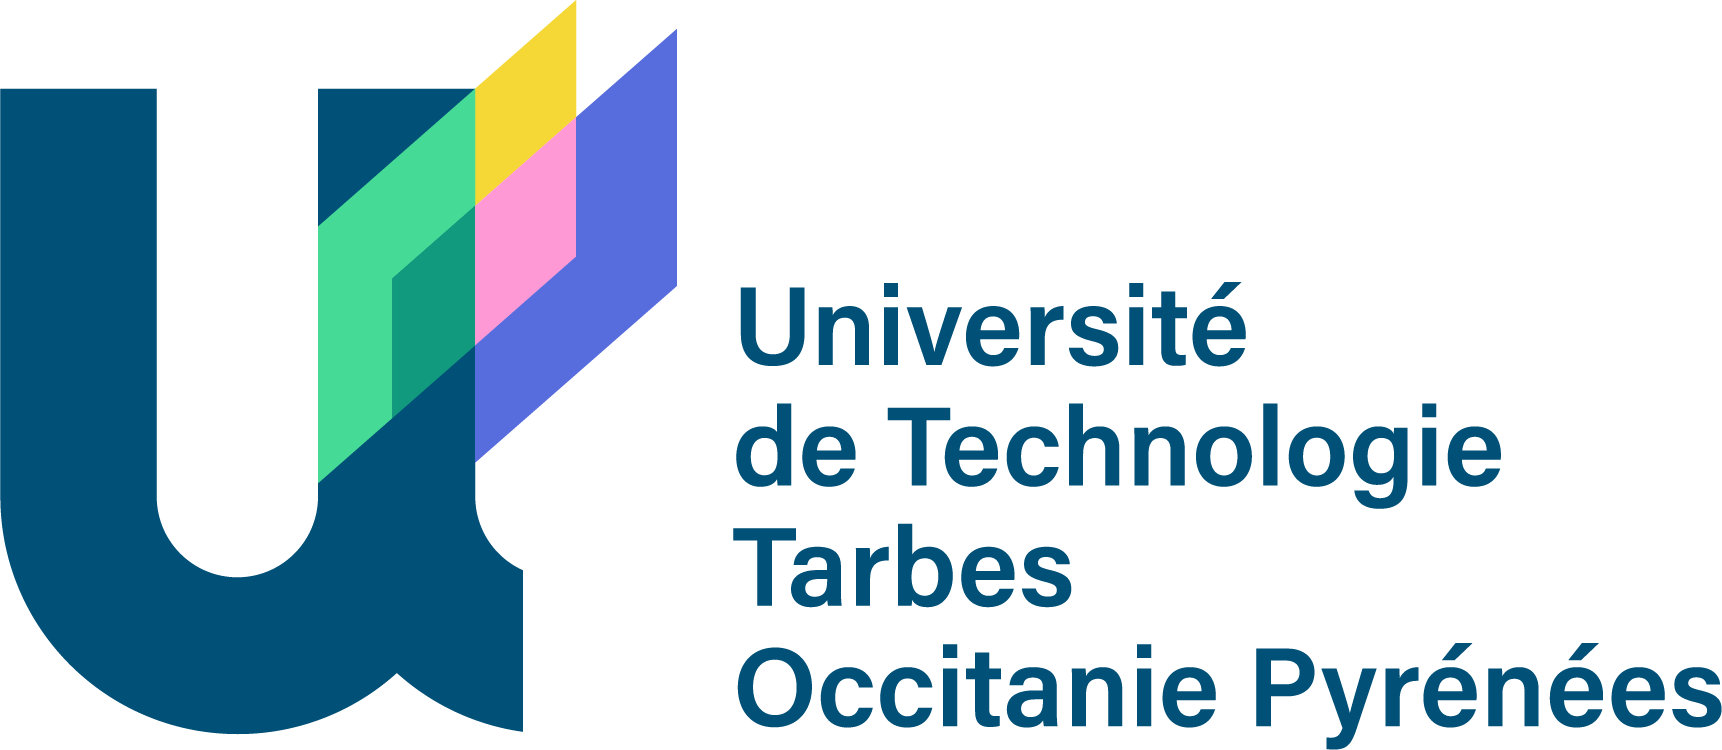 Université
de Technologie
Tarbes
Occitanie Pyrénées